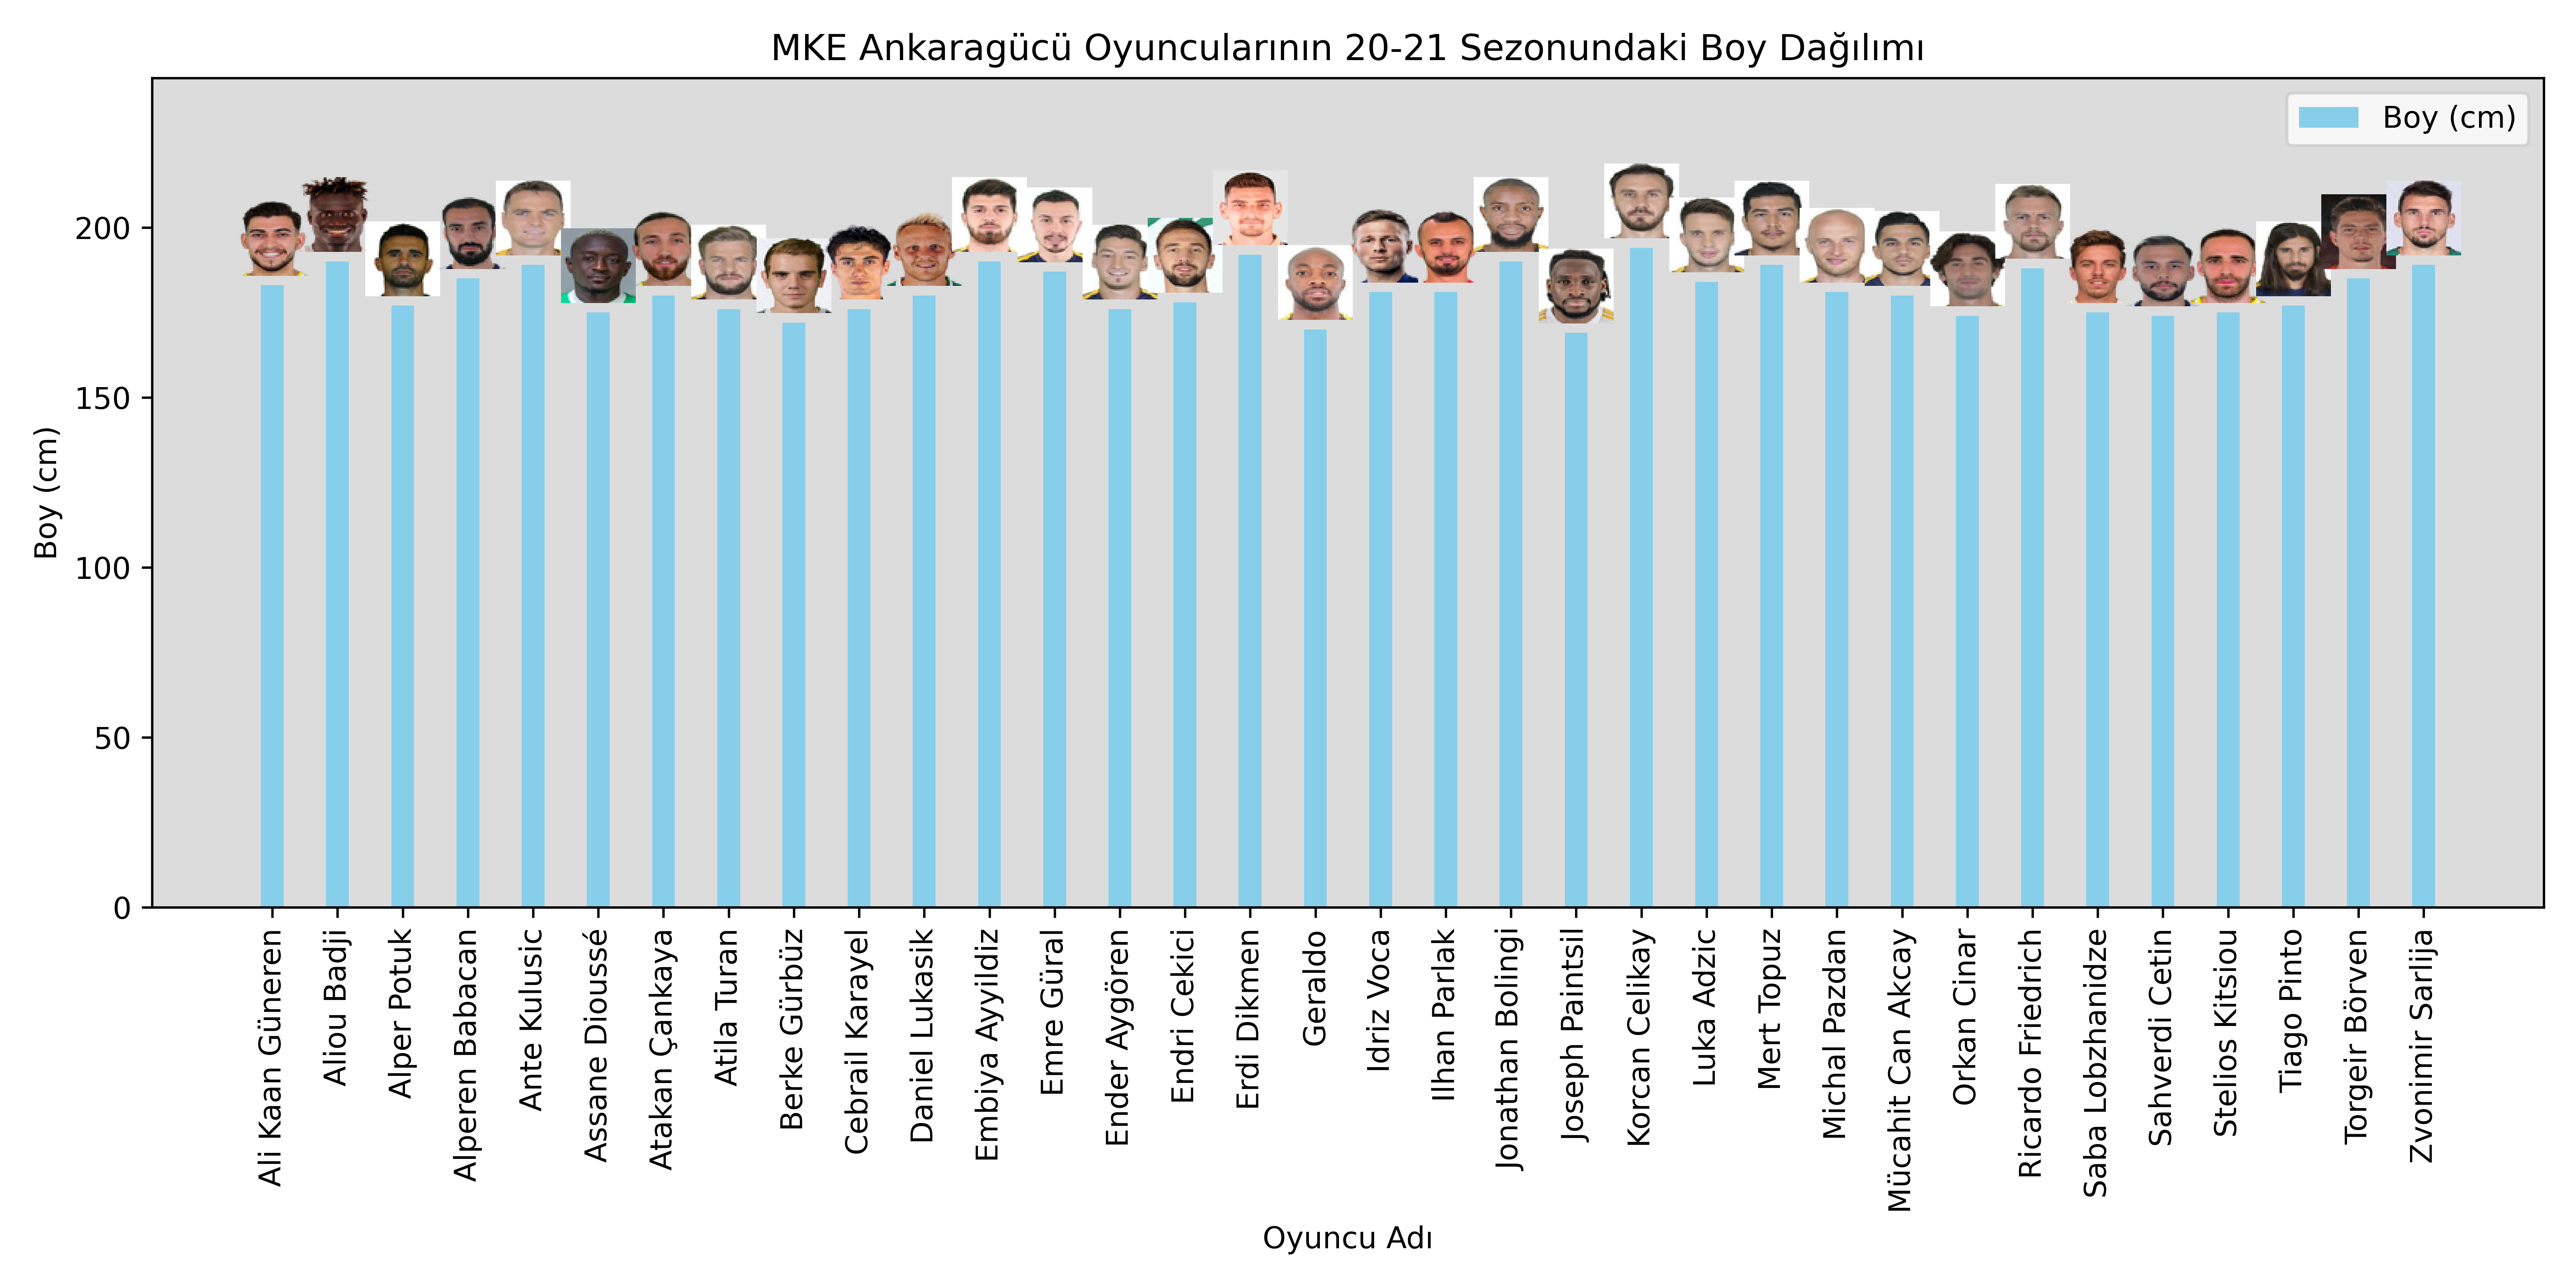 MKE Ankaragücü Oyuncularının 20-21 Sezonundaki Boy Dağılımı
Boy (cm)
200
150
100
50
0
Boy (cm)
Ali Kaan Güneren
Aliou Badji
Alper Potuk
Alperen Babacan
Ante Kulusic
Assane Dioussé
Atakan Çankaya
Atila Turan
Berke Gürbüz
Cebrail Karayel
Daniel Lukasik
Embiya Ayyildiz
Emre Güral
Ender Aygören
Endri Cekici
Erdi Dikmen
Geraldo
Idriz Voca
Ilhan Parlak
Jonathan Bolingi
Joseph Paintsil
Korcan Celikay
Luka Adzic
Mert Topuz
Michal Pazdan
Mücahit Can Akcay
Orkan Cinar
Ricardo Friedrich
Saba Lobzhanidze
Sahverdi Cetin
Stelios Kitsiou
Tiago Pinto
Torgeir Börven
Zvonimir Sarlija
Oyuncu Adı